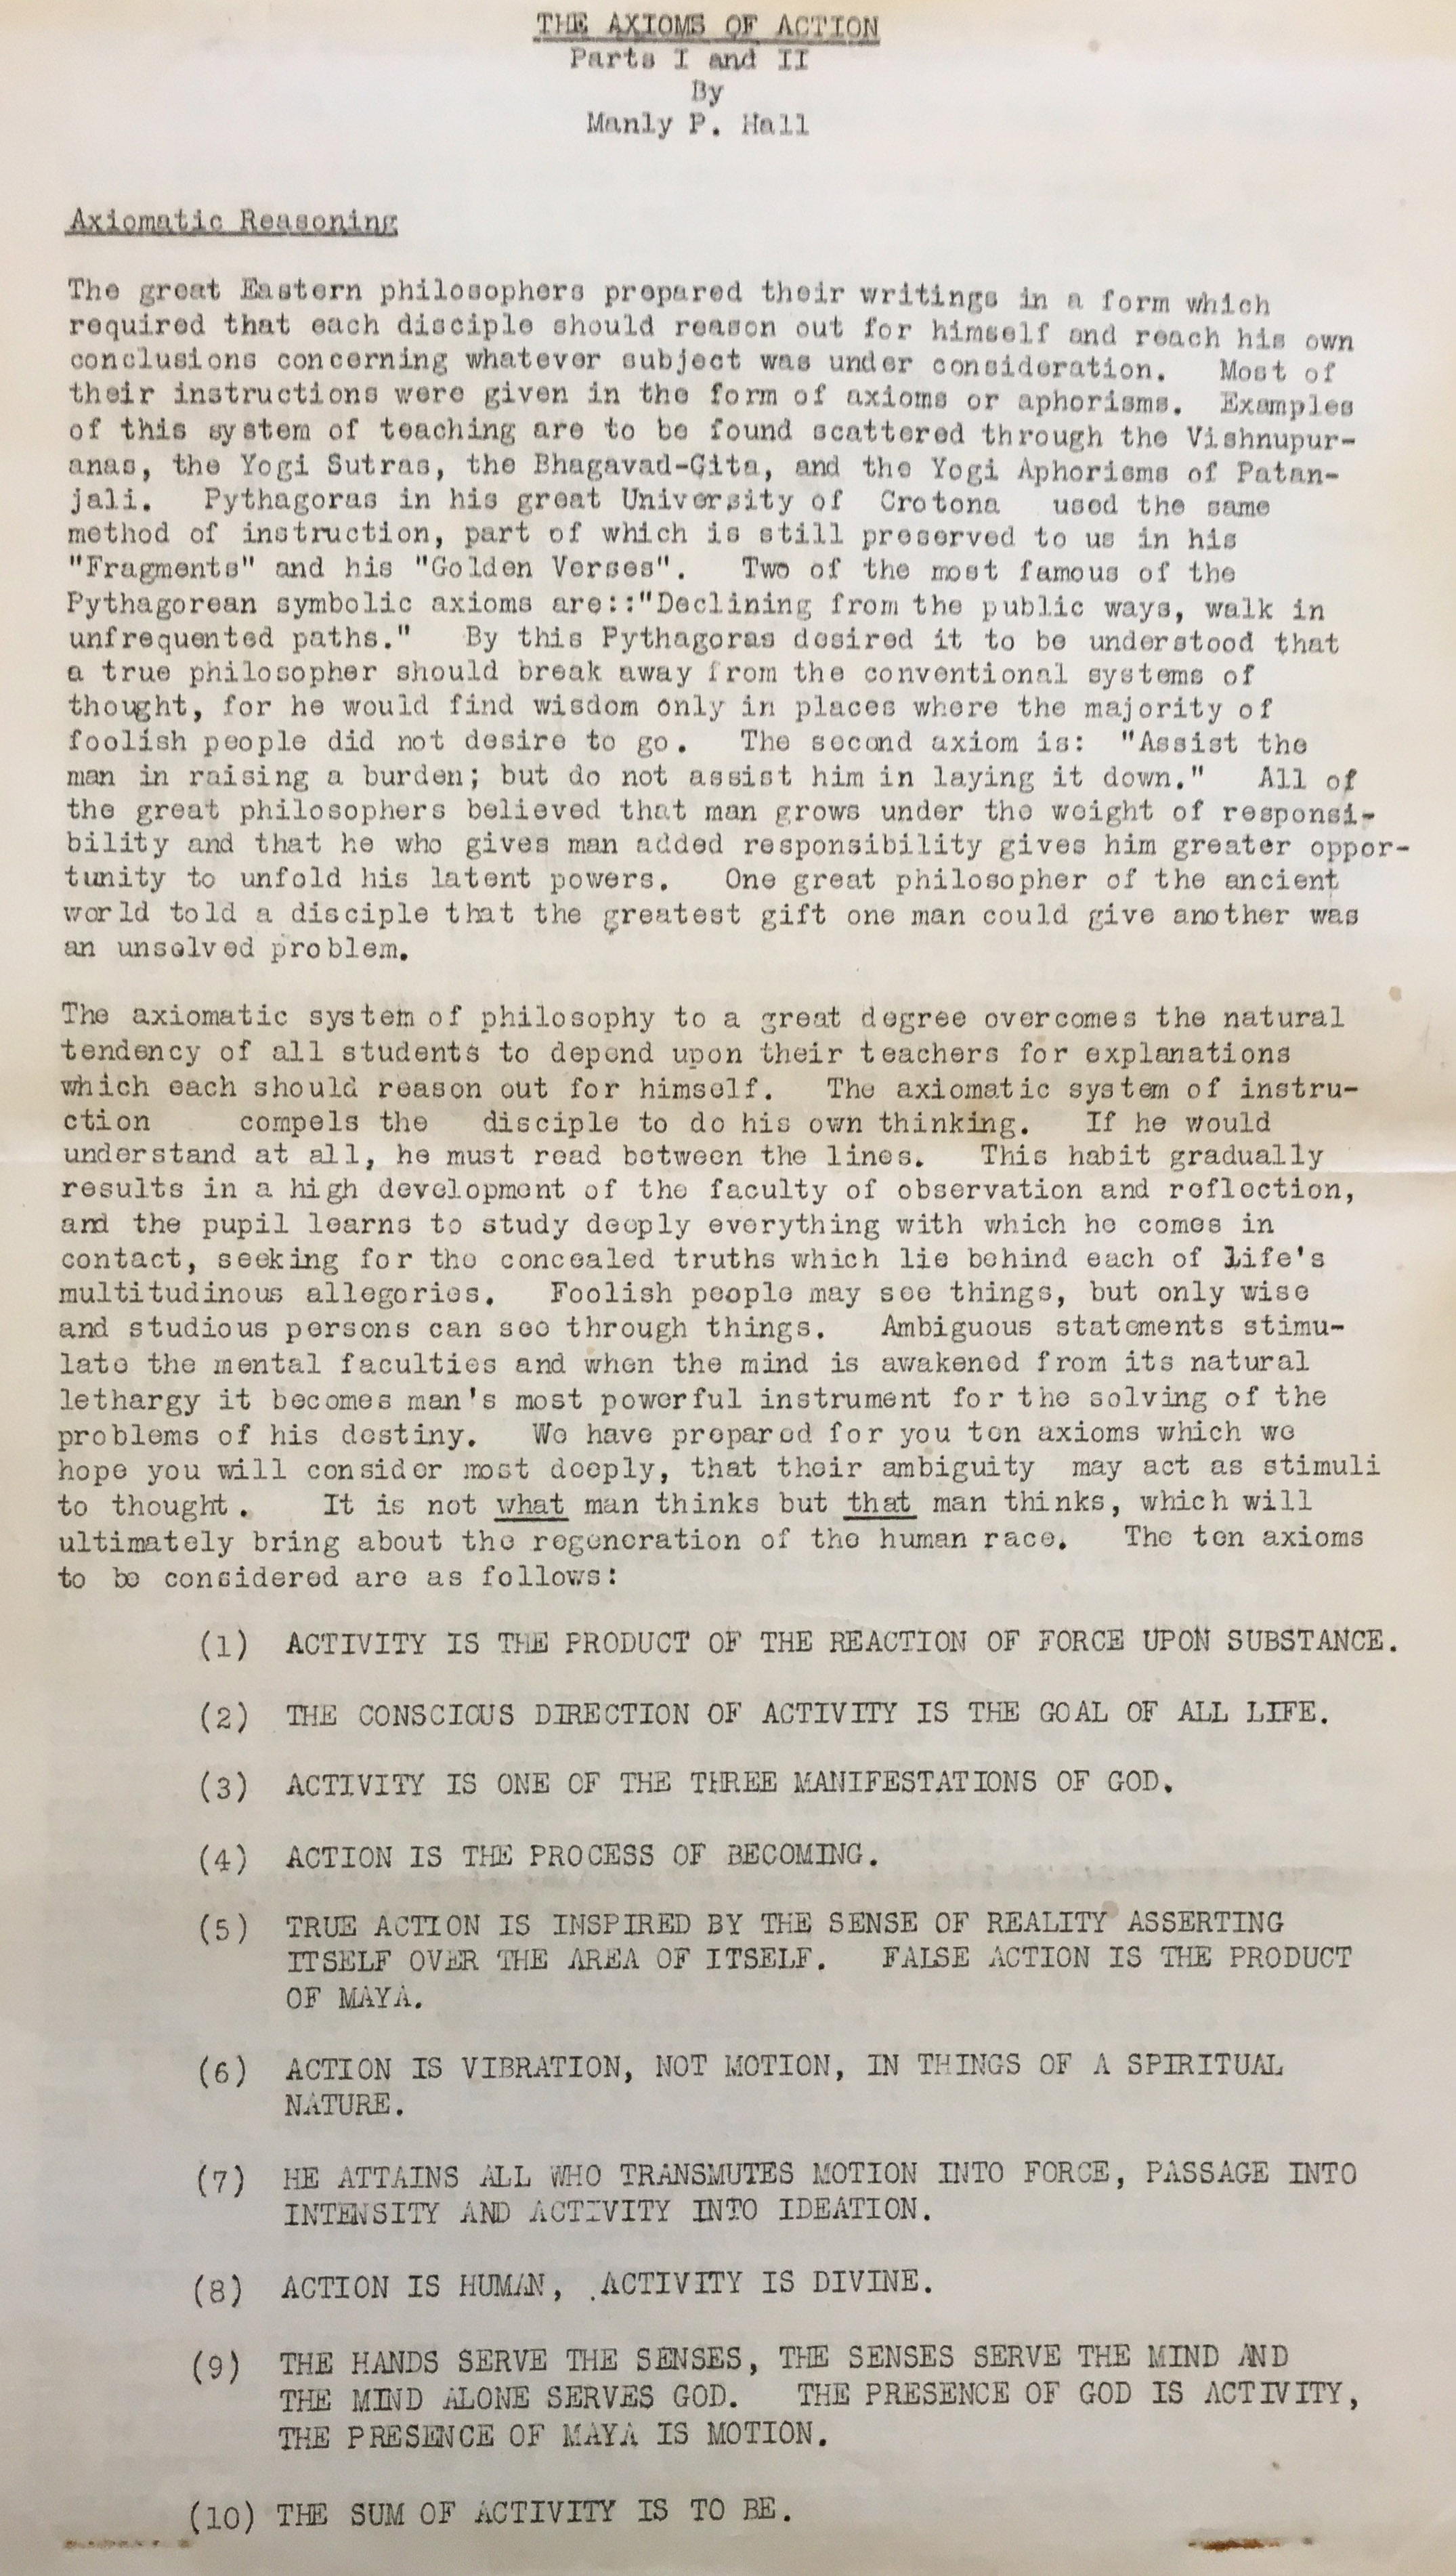 THE AXIOMS OF ACTION
Parts I and II
By
Manly P. Hall
Axiomatic Reasoning
The great Eastern philosophers prepared their writings in a form which
required that each disciple should reason out for himself and reach his own
conclusions concerning whatever subject was under consideration. Most of
their instructions were given in the form of axioms or aphorisms. Examples
of this system of teaching are to be found scattered through the Vishnupur-
anas, the Yogi Sutras, the Bhagavad-Gita, and the Yogi Aphorisms of Patan-
jali. Pythagoras in his great University of Crotona used the same
method of instruction, part of which is still preserved to us in his
"Fragments" and his "Golden Verses". Two of the most famous of the
Pythagorean symbolic axioms are::"Declining from the public ways, walk in
unfrequented paths." By this Pythagoras desired it to be understood that
a true philosopher should break away from the conventional systems of
thought, for he would find wisdom only in places where the majority of
foolish people did not desire to go. The second axiom is: "Assist the
man in raising a burden; but do not assist him in laying it down." All of
the great philosophers believed that man grows under the weight of responsi-
bility and that he who gives man added responsibility gives him greater oppor-
tunity to unfold his latent powers. One great philosopher of the ancient
world told a disciple that the greatest gift one man could give another was
an unsolved problem.
The axiomatic system of philosophy to a great degree overcomes the natural
tendency of all students to depend upon their teachers for explanations
which each should reason out for himself. The axiomatic system of instru-
ction compels the disciple to do his own thinking. If he would
understand at all, he must read between the lines. This habit gradually
results in a high development of the faculty of observation and reflection,
and the pupil learns to study deeply everything with which he comes in
contact, seeking for the concealed truths which lie behind each of life's
multitudinous allegories. Foolish people may see things, but only wise
and studious persons can see through things. Ambiguous statements stimu-
late the mental faculties and when the mind is awakened from its natural
lethargy it becomes man's most powerful instrument for the solving of the
problems of his destiny. We have prepared for you ten axioms which we
hope you will consider most deeply, that their ambiguity may act as stimuli
to thought. It is not what man thinks but that man thinks, which will
ultimately bring about the regeneration of the human race. The ten axioms
to be considered are as follows:
(1) ACTIVITY IS THE PRODUCT OF THE REACTION OF FORCE UPON SUBSTANCE.
(2) THE CONSCIOUS DIRECTION OF ACTIVITY IS THE GOAL OF ALL LIFE.
(3) ACTIVITY IS ONE OF THE THREE MANIFESTATIONS OF GOD.
(4) ACTION IS THE PROCESS OF BECOMING.
(5) TRUE ACTION IS INSPIRED BY THE SENSE OF REALITY ASSERTING
ITSELF OVER THE AREA OF ITSELF. FALSE ACTION IS THE PRODUCT
OF MAYA.
(6) ACTION IS VIBRATION, NOT MOTION, IN THINGS OF A SPIRITUAL
NATURE.
(7) HE ATTAINS ALL WHO TRANSMUTES MOTION INTO FORCE, PASSAGE INTO
INTENSITY AND ACTIVITY INTO IDEATION.
(8) ACTION IS HUMAN, .ACTIVITY IS DIVINE.
(9) THE HANDS SERVE THE SENSES, THE SENSES SERVE THE MIND AND
THE MIND ALONE SERVES GOD. THE PRESENCE OF GOD IS ACTIVITY,
THE PRESENCE OF MAYA IS MOTION.
(10) THE SUM OF ACTIVITY IS TO BE.